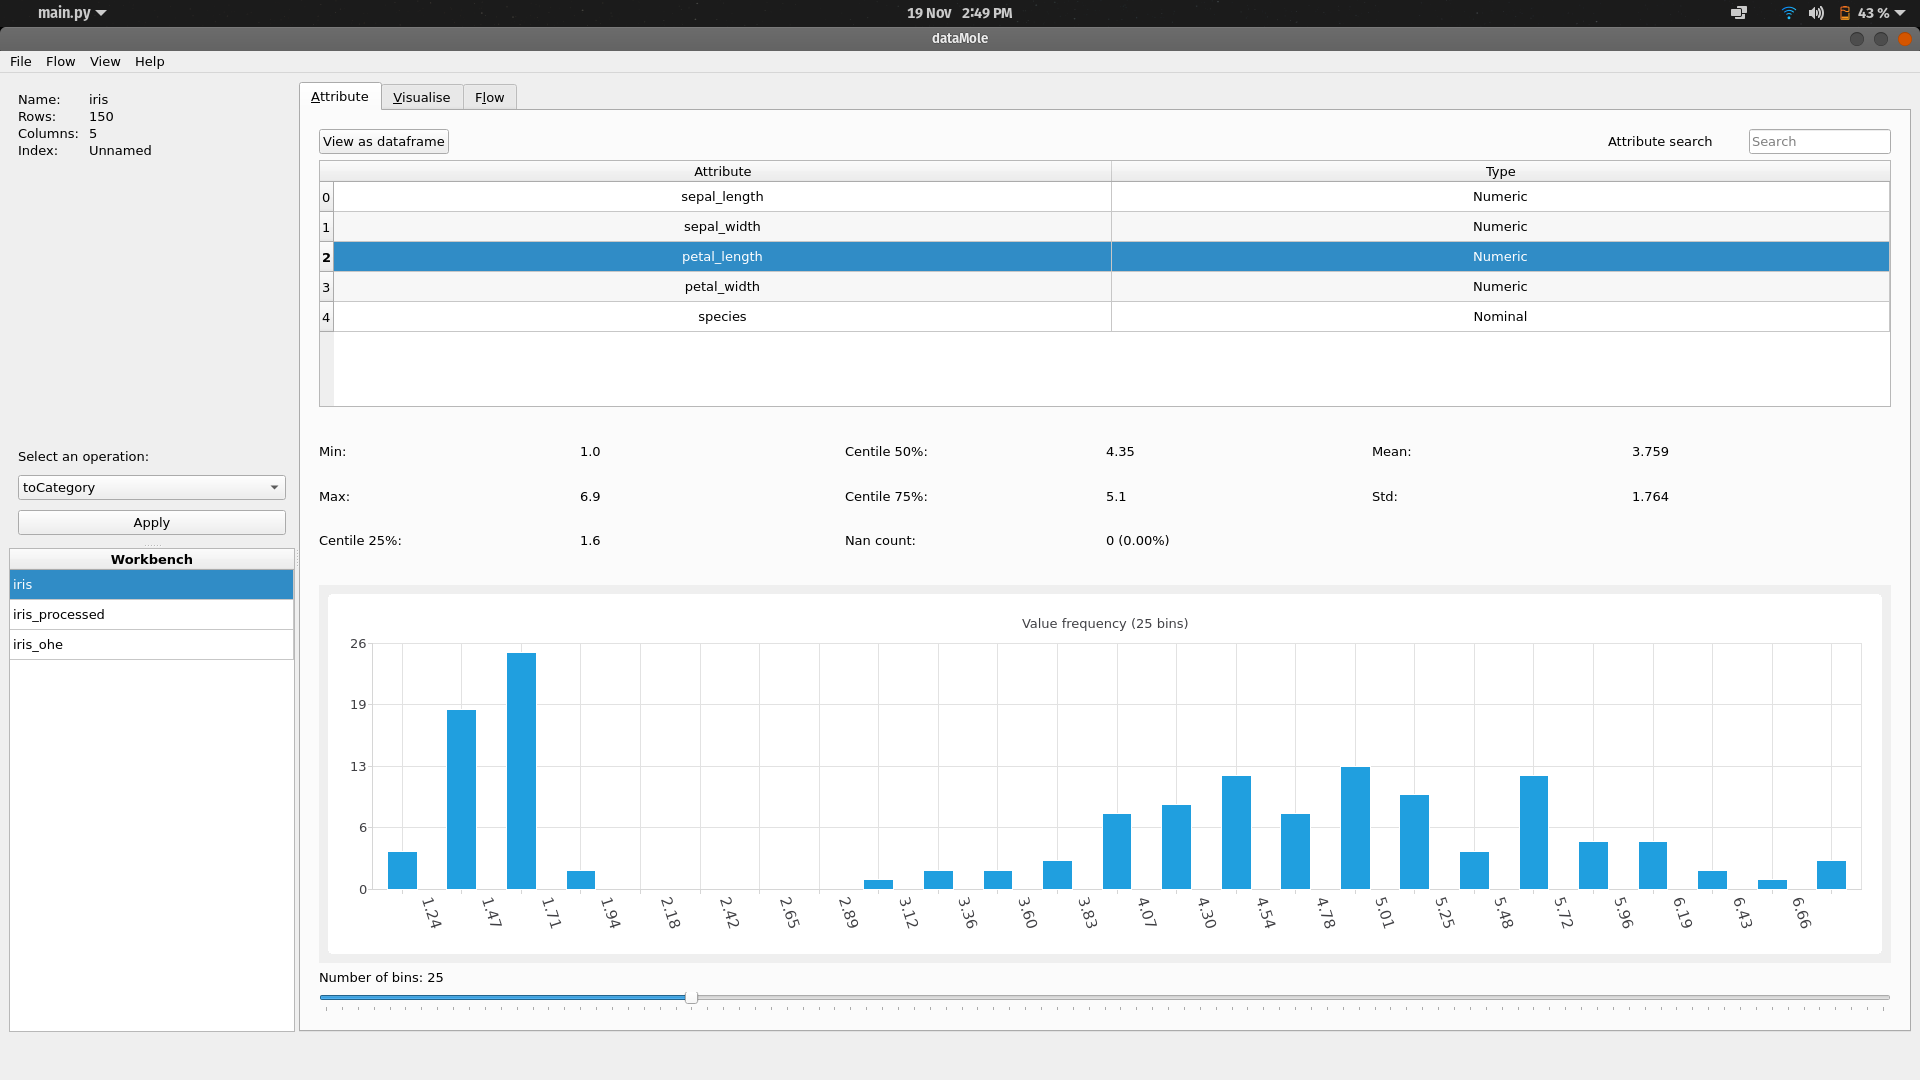 main.py
19 Nov 2:49 PM
43 %
dataMole
File Flow View Help
Name: iris
Rows: 150
Columns: 5
Index: Unnamed
Select an operation:
toCategory
Apply
Workbench
iris
iris_processed
iris_ohe
Attribute Visualise Flow
View as dataframe
Attribute search
Search
Attribute Type
0 sepal_length Numeric
1 sepal_width Numeric
2 petal_length Numeric
3 petal_width Numeric
4 species Nominal
Min: 1.0 Centile 50%: 4.35 Mean: 3.759
Max: 6.9 Centile 75%: 5.1 Std: 1.764
Centile 25%: 1.6 Nan count: 0 (0.00%)
Value frequency (25 bins)
26
19
13
6
0
1.24 1.47 1.71 1.94 2.18 2.42 2.65 2.89 3.12 3.36 3.60 3.83 4.07 4.30 4.54 4.78 5.01 5.25 5.48 5.72 5.96 6.19 6.43 6.66
Number of bins: 25